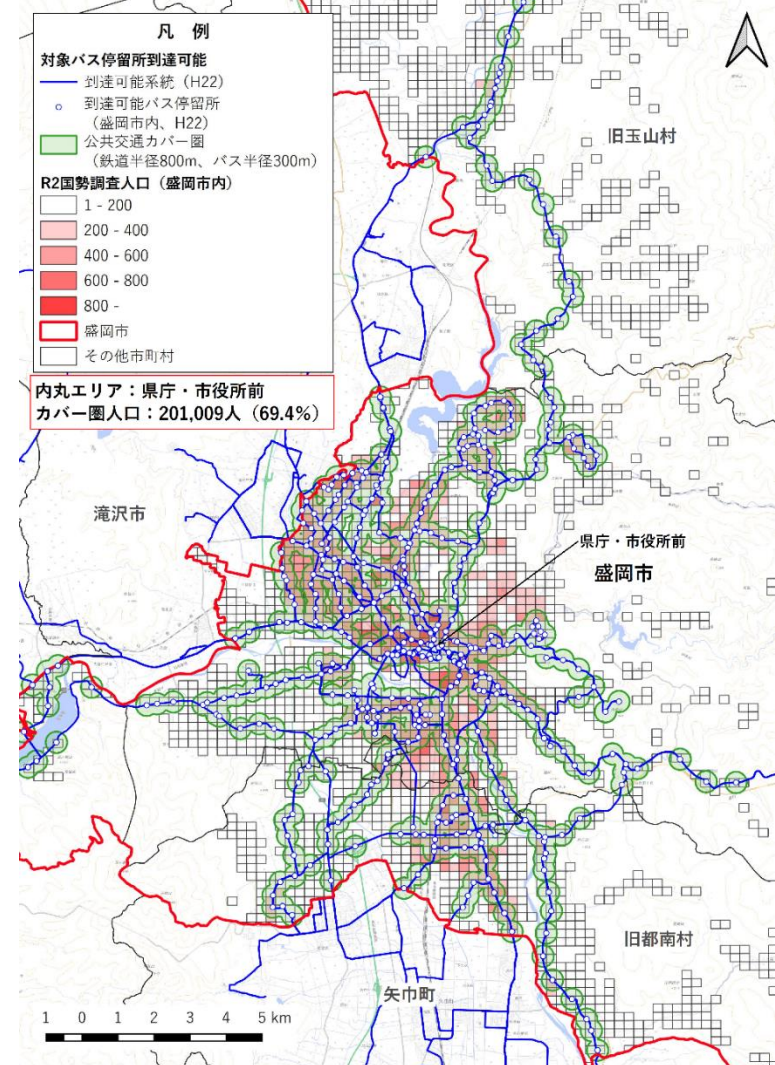 凡 例
対象バス停留所到達可能
到達可能系統（H22）
到達可能バス停留所
（盛岡市内、H22）
公共交通カバー圏
（鉄道半径800m、バス半径300m）
R2国勢調査人口（盛岡市内）
1 - 200
200 - 400
400 - 600
600 - 800
800 -
盛岡市
その他市町村
内丸エリア：県庁・市役所前
カバー圏人口：201,009人（69.4%）
旧玉山村
滝沢市
県庁・市役所前
盛岡市
旧都南村
矢巾町
1 0 1 2 3 4 5 km